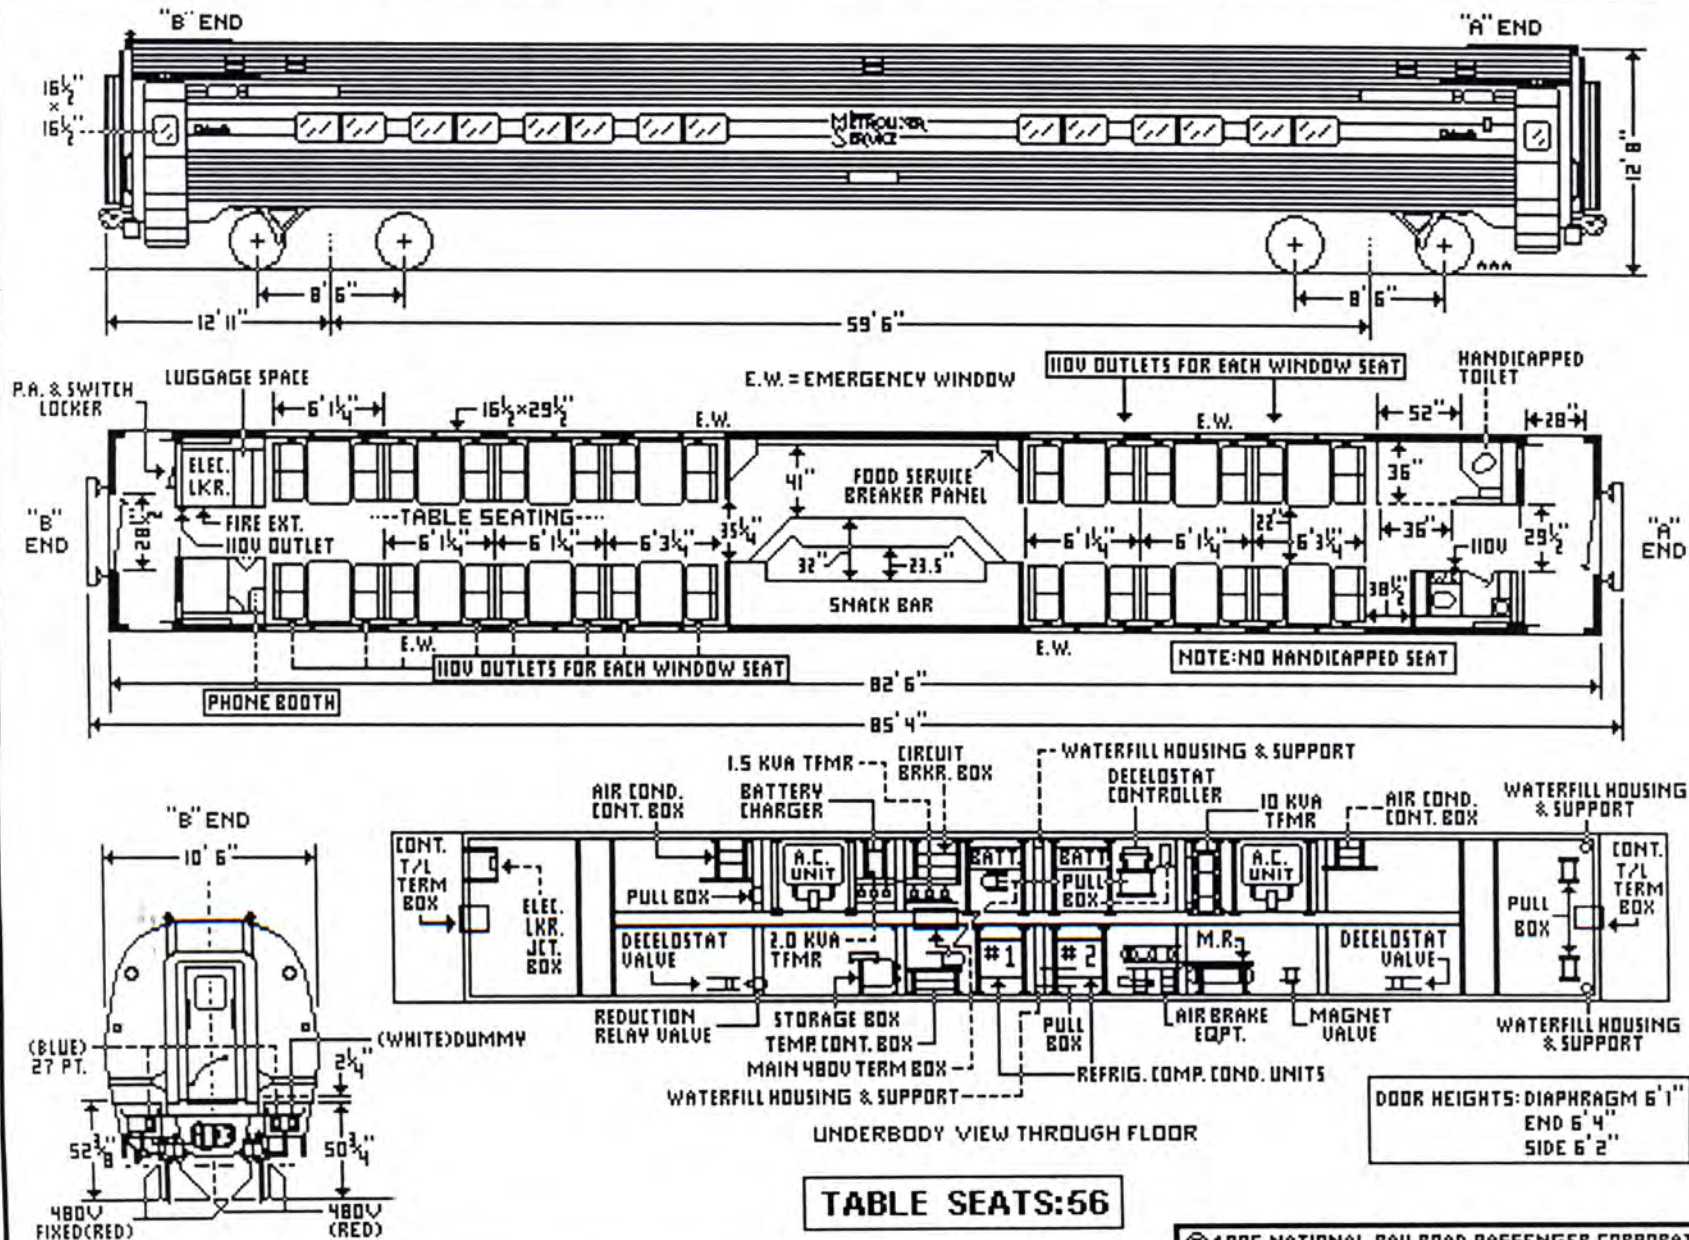 "B" END
"A" END
16½"
×
16½"
METROLINER
SERVICE
12' 8"
8' 6"
8' 6"
12' 11"
59' 6"
P.A. & SWITCH
LOCKER
LUGGAGE SPACE
E.W. = EMERGENCY WINDOW
110V OUTLETS FOR EACH WINDOW SEAT
HANDICAPPED
TOILET
6' 1¼"
16½"×29½"
E.W.
E.W.
52"
28"
ELEC.
LKR.
41"
FOOD SERVICE
BREAKER PANEL
36"
"B"
END
28½"
FIRE EXT.
110V OUTLET
TABLE SEATING
6' 1¼"
6' 1¼"
6' 3¼"
35¼"
32"
23.5"
6' 1¼"
6' 1¼"
22"
6' 3¼"
36"
110V
29½"
"A"
END
38½"
SNACK BAR
E.W.
E.W.
110V OUTLETS FOR EACH WINDOW SEAT
NOTE:NO HANDICAPPED SEAT
PHONE BOOTH
82' 6"
85' 4"
1.5 KVA TFMR
CIRCUIT
BRKR. BOX
WATERFILL HOUSING & SUPPORT
AIR COND.
CONT. BOX
BATTERY
CHARGER
DECELOSTAT
CONTROLLER
10 KVA
TFMR
AIR COND.
CONT. BOX
WATERFILL HOUSING
& SUPPORT
"B" END
10' 6"
CONT.
T/L
TERM
BOX
A.C.
UNIT
BATT.
BATT.
A.C.
UNIT
CONT.
T/L
TERM
BOX
PULL BOX
PULL
BOX
PULL
BOX
ELEC.
LKR.
JCT.
BOX
DECELOSTAT
VALVE
2.0 KVA
TFMR
#1
#2
M.R.
DECELOSTAT
VALVE
REDUCTION
RELAY VALVE
STORAGE BOX
TEMP. CONT. BOX
PULL
BOX
AIR BRAKE
EQPT.
MAGNET
VALVE
WATERFILL HOUSING
& SUPPORT
MAIN 480V TERM BOX
REFRIG. COMP. COND. UNITS
WATERFILL HOUSING & SUPPORT
(BLUE)
27 PT.
(WHITE)DUMMY
2¼"
52⅜"
50¾"
480V
FIXED(RED)
480V
(RED)
UNDERBODY VIEW THROUGH FLOOR
DOOR HEIGHTS: DIAPHRAGM 6' 1"
END 6' 4"
SIDE 6' 2"
TABLE SEATS:56